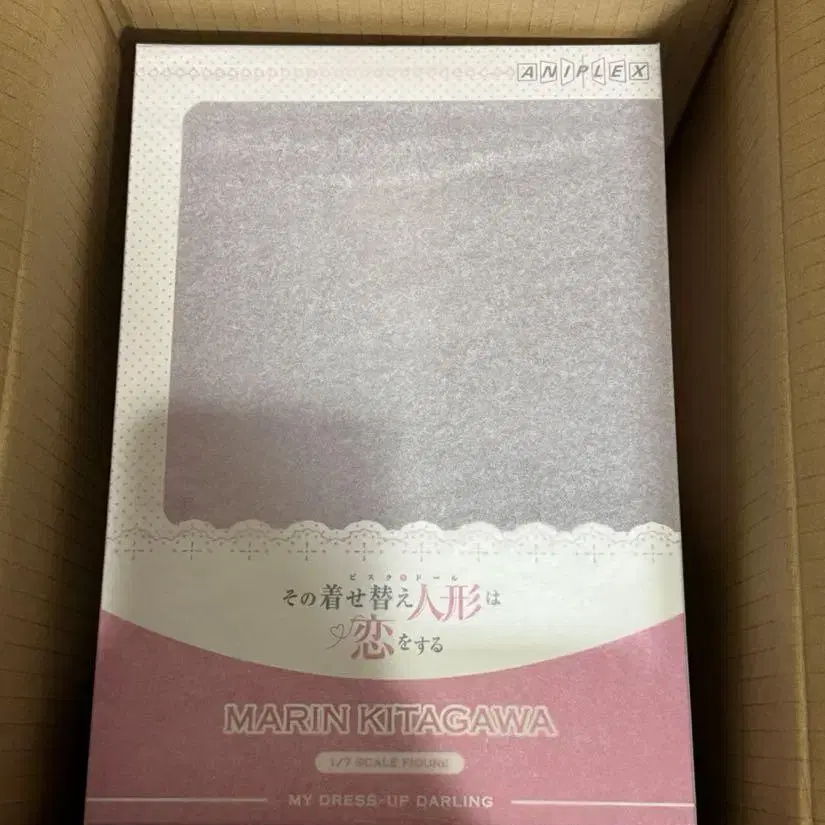 ANIPLEX
ビスク・ドール
その着せ替え人形は
恋をする
MARIN KITAGAWA
1/7 SCALE FIGURE
MY DRESS-UP DARLING